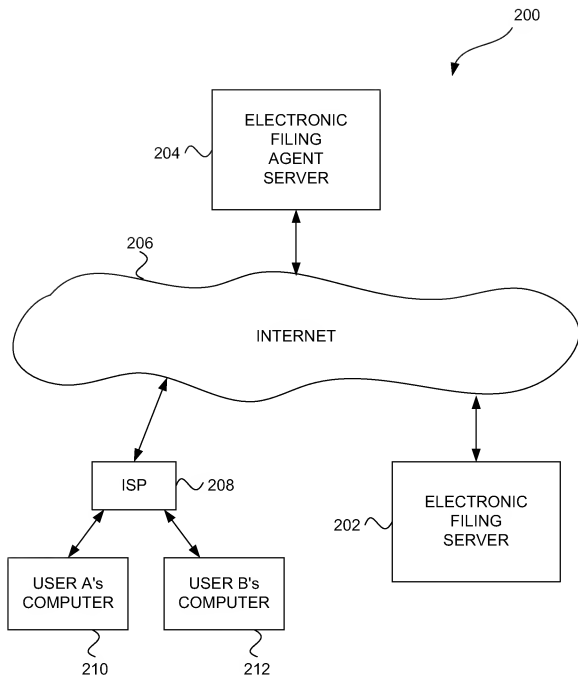 200
ELECTRONIC
FILING
AGENT
SERVER
204
206
INTERNET
ISP
208
ELECTRONIC
FILING
SERVER
202
USER A's
COMPUTER
USER B's
COMPUTER
210
212